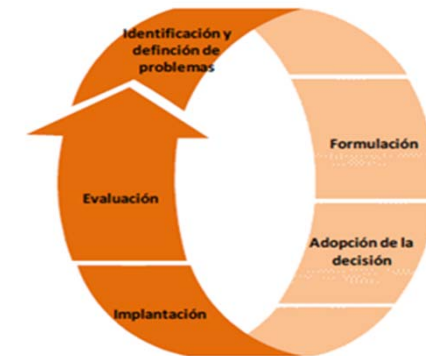 Identificación y
definción de
problemas
Formulación
Adopción de la
decisión
Implantación
Evaluación